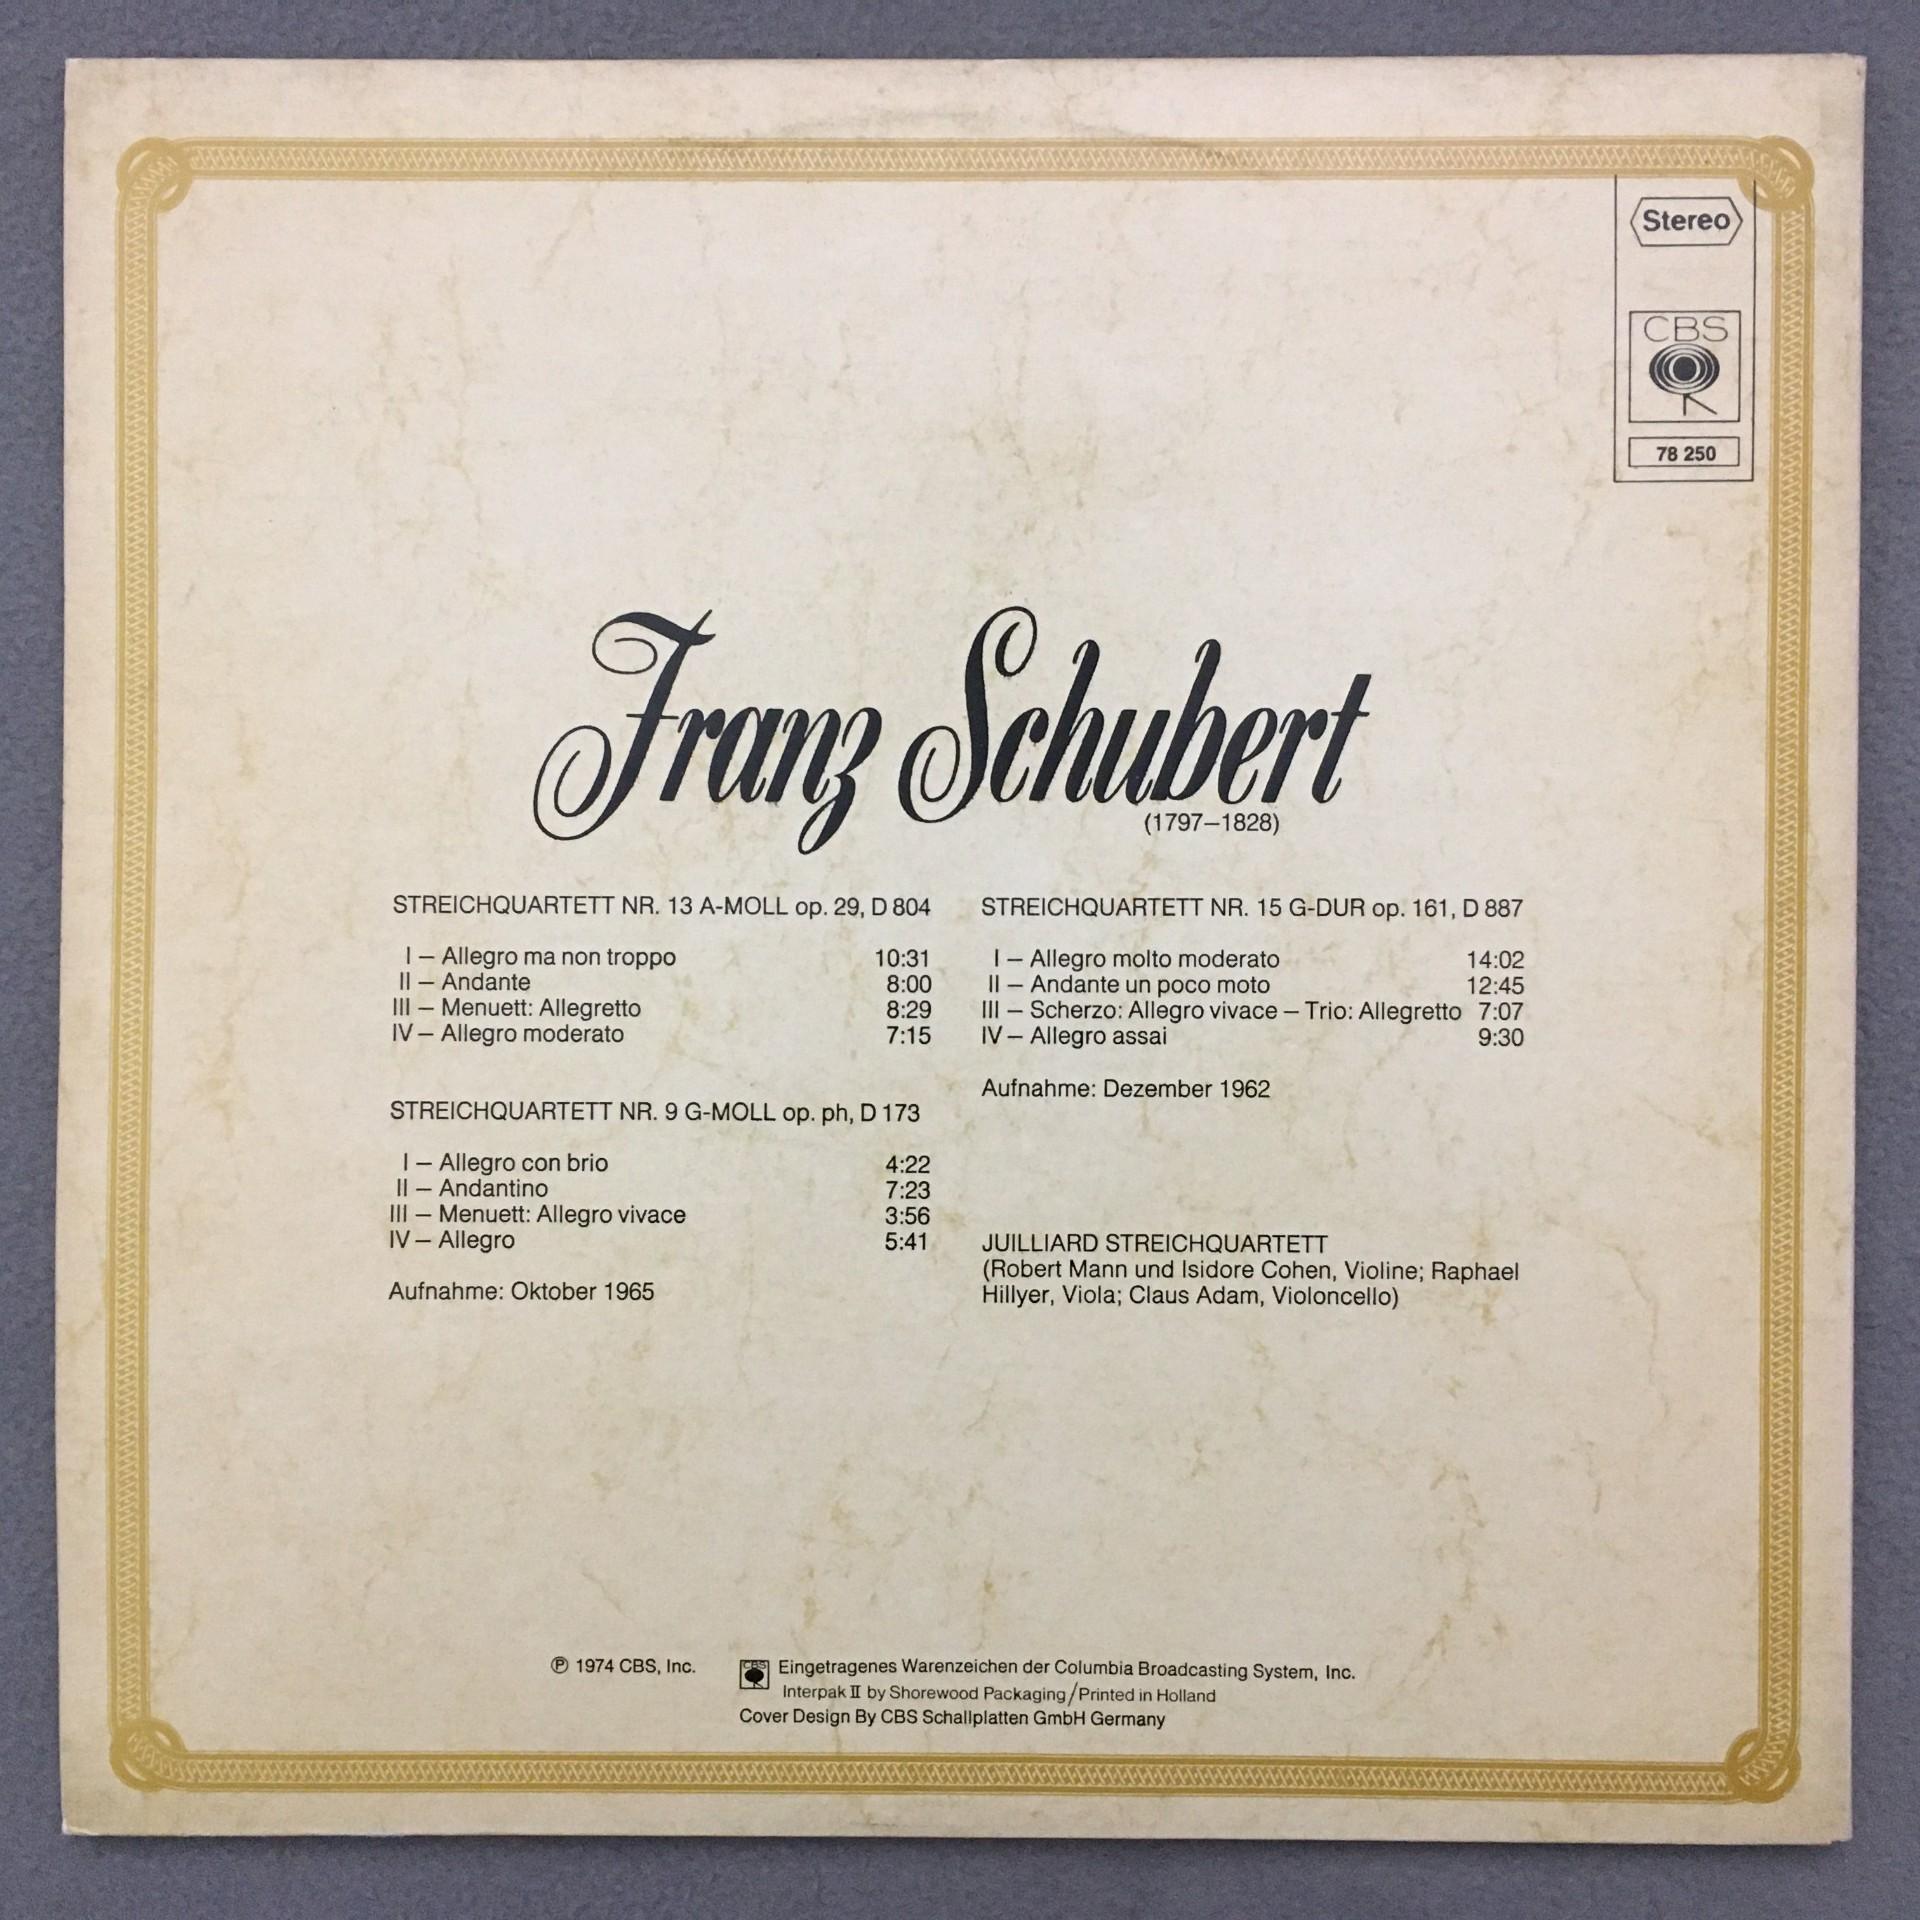 Stereo
CBS
78 250
Franz Schubert
(1797–1828)
STREICHQUARTETT NR. 13 A-MOLL op. 29, D 804
I – Allegro ma non troppo 10:31
II – Andante 8:00
III – Menuett: Allegretto 8:29
IV – Allegro moderato 7:15
STREICHQUARTETT NR. 9 G-MOLL op. ph, D 173
I – Allegro con brio 4:22
II – Andantino 7:23
III – Menuett: Allegro vivace 3:56
IV – Allegro 5:41
Aufnahme: Oktober 1965
STREICHQUARTETT NR. 15 G-DUR op. 161, D 887
I – Allegro molto moderato 14:02
II – Andante un poco moto 12:45
III – Scherzo: Allegro vivace – Trio: Allegretto 7:07
IV – Allegro assai 9:30
Aufnahme: Dezember 1962
JUILLIARD STREICHQUARTETT
(Robert Mann und Isidore Cohen, Violine; Raphael
Hillyer, Viola; Claus Adam, Violoncello)
℗ 1974 CBS, Inc.
CBS Eingetragenes Warenzeichen der Columbia Broadcasting System, Inc.
Interpak II by Shorewood Packaging/Printed in Holland
Cover Design By CBS Schallplatten GmbH Germany